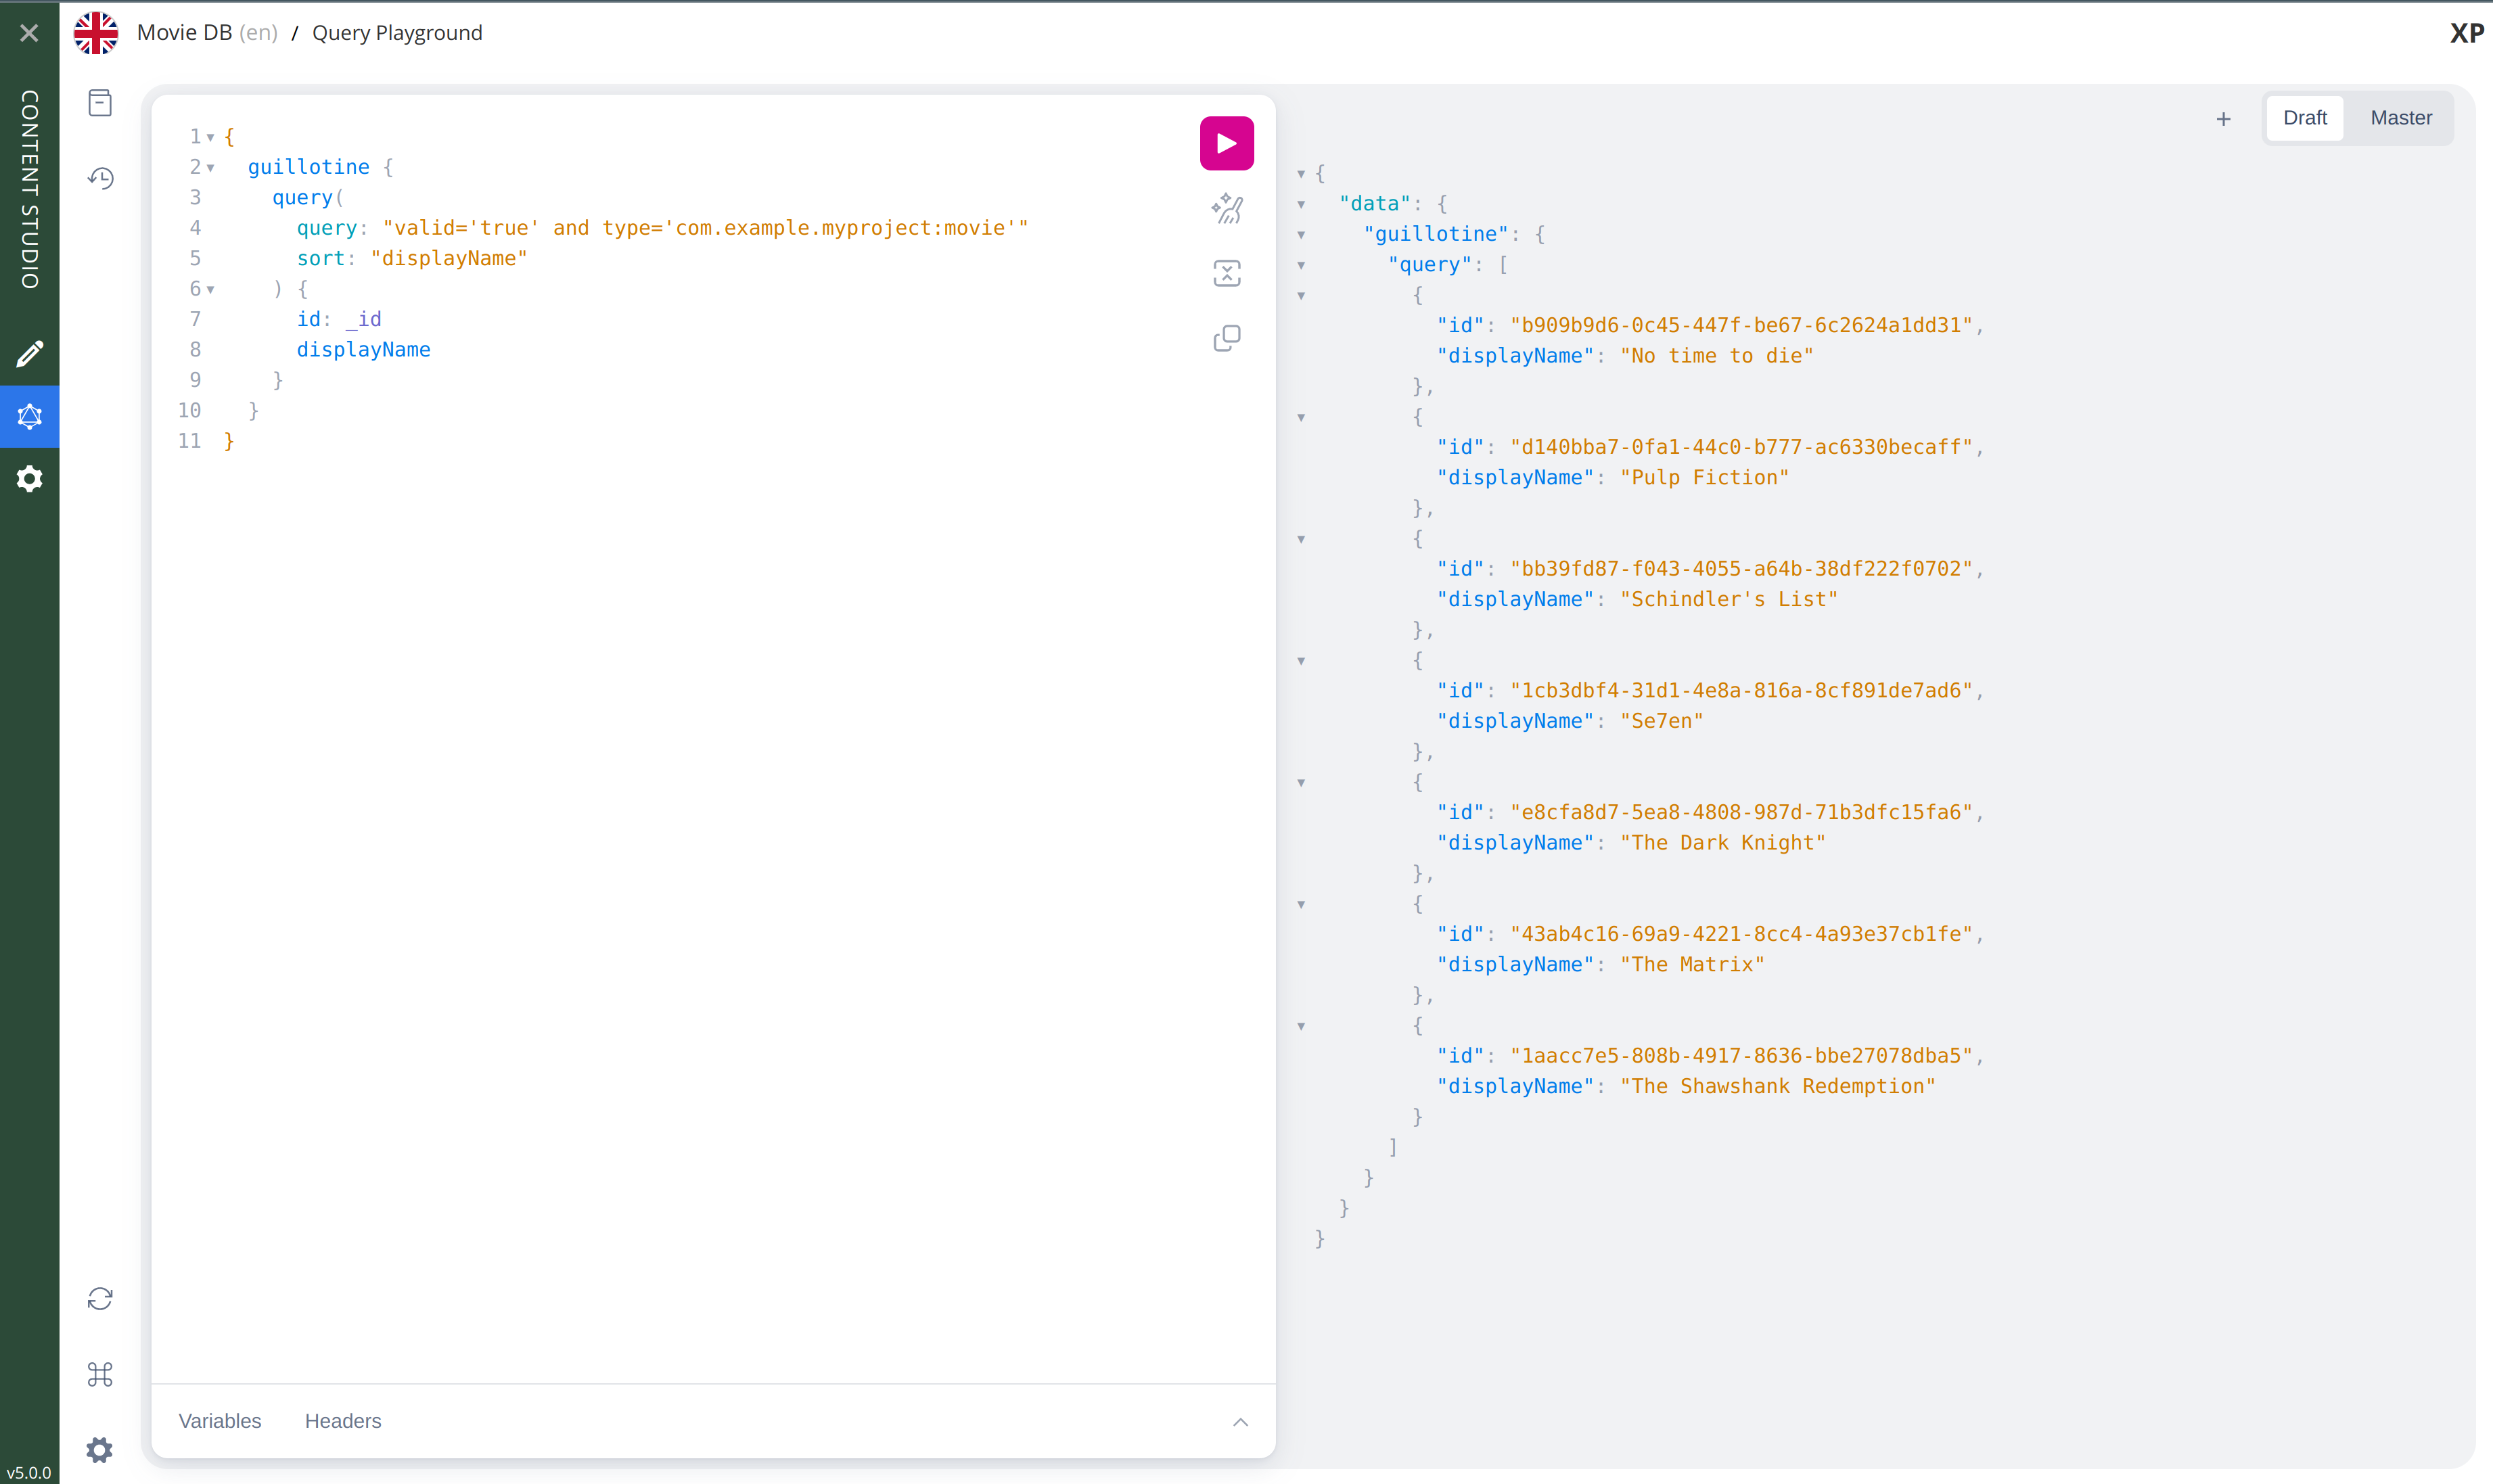 Movie DB (en) / Query Playground
XP
CONTENT STUDIO
v5.0.0
1 {
2 guillotine {
3 query(
4 query: "valid='true' and type='com.example.myproject:movie'"
5 sort: "displayName"
6 ) {
7 id: _id
8 displayName
9 }
10 }
11 }
Variables Headers
+ Draft Master
{
"data": {
"guillotine": {
"query": [
{
"id": "b909b9d6-0c45-447f-be67-6c2624a1dd31",
"displayName": "No time to die"
},
{
"id": "d140bba7-0fa1-44c0-b777-ac6330becaff",
"displayName": "Pulp Fiction"
},
{
"id": "bb39fd87-f043-4055-a64b-38df222f0702",
"displayName": "Schindler's List"
},
{
"id": "1cb3dbf4-31d1-4e8a-816a-8cf891de7ad6",
"displayName": "Se7en"
},
{
"id": "e8cfa8d7-5ea8-4808-987d-71b3dfc15fa6",
"displayName": "The Dark Knight"
},
{
"id": "43ab4c16-69a9-4221-8cc4-4a93e37cb1fe",
"displayName": "The Matrix"
},
{
"id": "1aacc7e5-808b-4917-8636-bbe27078dba5",
"displayName": "The Shawshank Redemption"
}
]
}
}
}